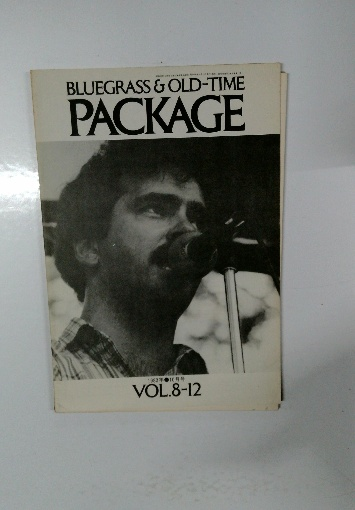 BLUEGRASS & OLD-TIME
PACKAGE
VOL.8-12